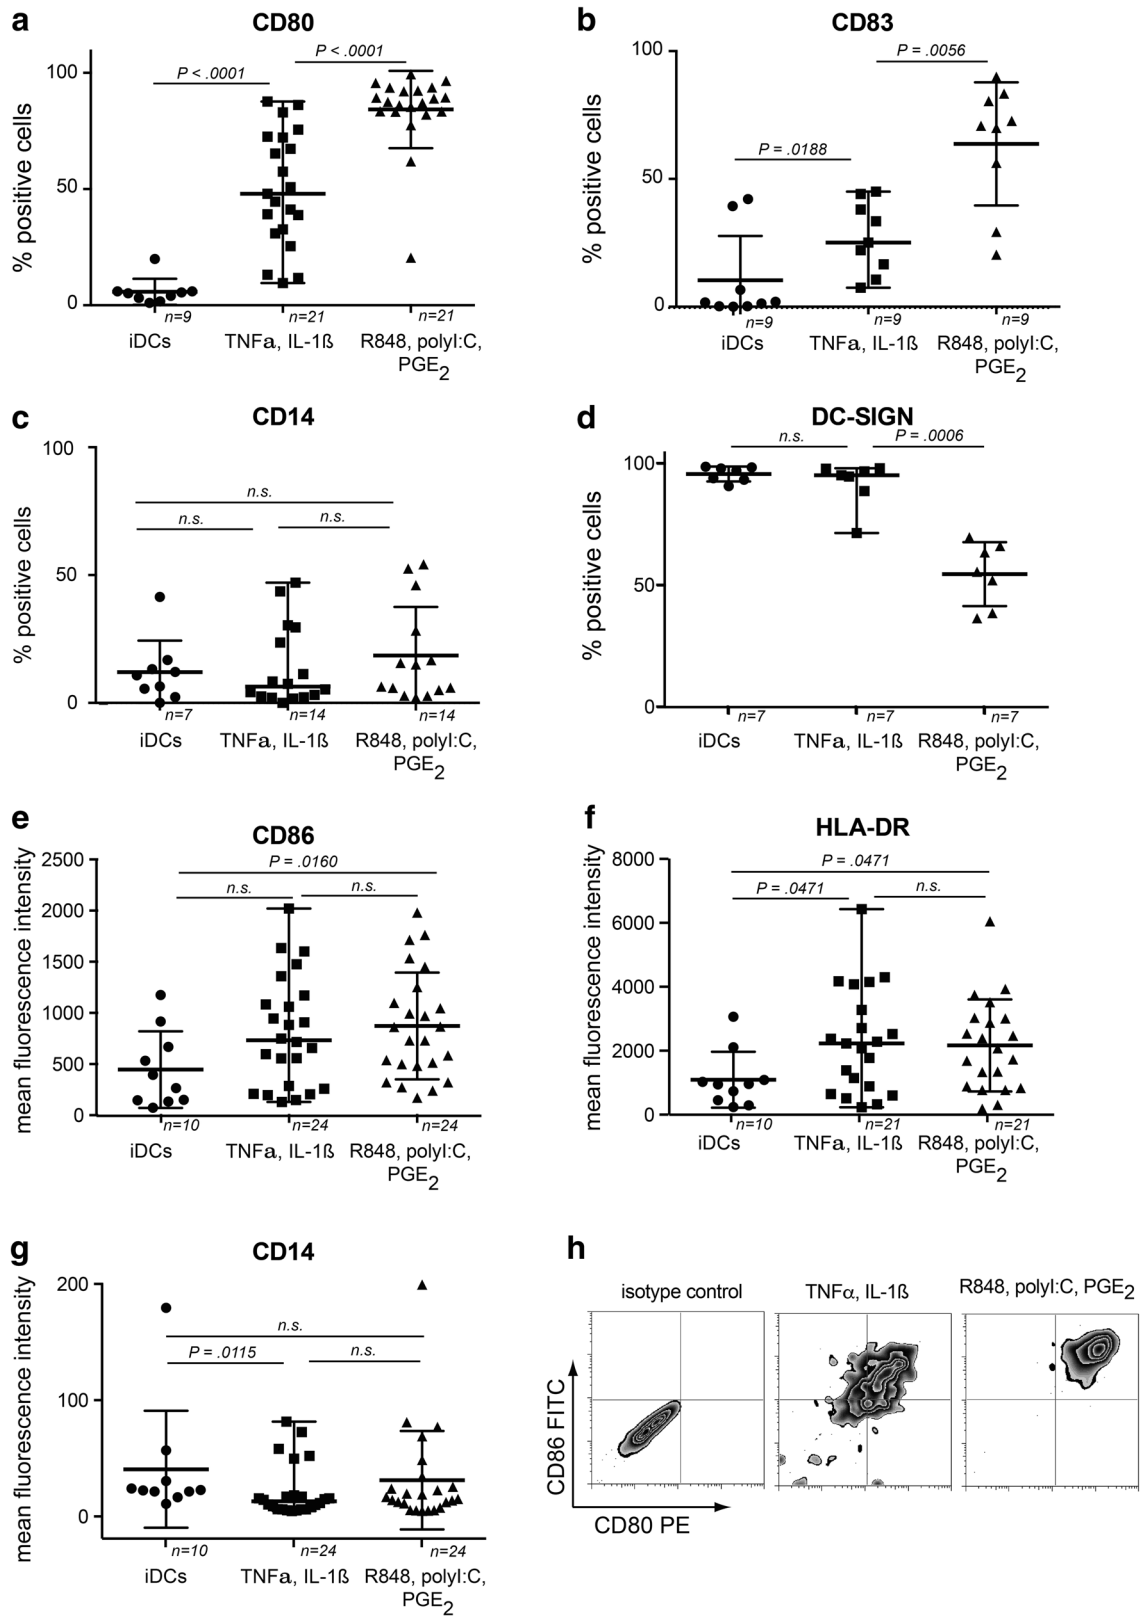 a
CD80
% positive cells
100
50
0
P < .0001
P < .0001
n=9
n=21
n=21
iDCs
TNFa, IL-1ß
R848, polyI:C,
PGE2
b
CD83
% positive cells
100
50
0
P = .0188
P = .0056
n=9
n=9
n=9
iDCs
TNFa, IL-1ß
R848, polyI:C,
PGE2
c
CD14
% positive cells
100
50
0
n.s.
n.s.
n.s.
n=7
n=14
n=14
iDCs
TNFa, IL-1ß
R848, polyI:C,
PGE2
d
DC-SIGN
% positive cells
100
50
0
n.s.
P = .0006
n=7
n=7
n=7
iDCs
TNFa, IL-1ß
R848, polyI:C,
PGE2
e
CD86
mean fluorescence intensity
2500
2000
1500
1000
500
0
P = .0160
n.s.
n.s.
n=10
n=24
n=24
iDCs
TNFa, IL-1ß
R848, polyI:C,
PGE2
f
HLA-DR
mean fluorescence intensity
8000
6000
4000
2000
0
P = .0471
P = .0471
n.s.
n=10
n=21
n=21
iDCs
TNFa, IL-1ß
R848, polyI:C,
PGE2
g
CD14
mean fluorescence intensity
200
100
0
n.s.
P = .0115
n.s.
n=10
n=24
n=24
iDCs
TNFa, IL-1ß
R848, polyI:C,
PGE2
h
isotype control
TNFα, IL-1ß
R848, polyI:C, PGE2
CD86 FITC
CD80 PE